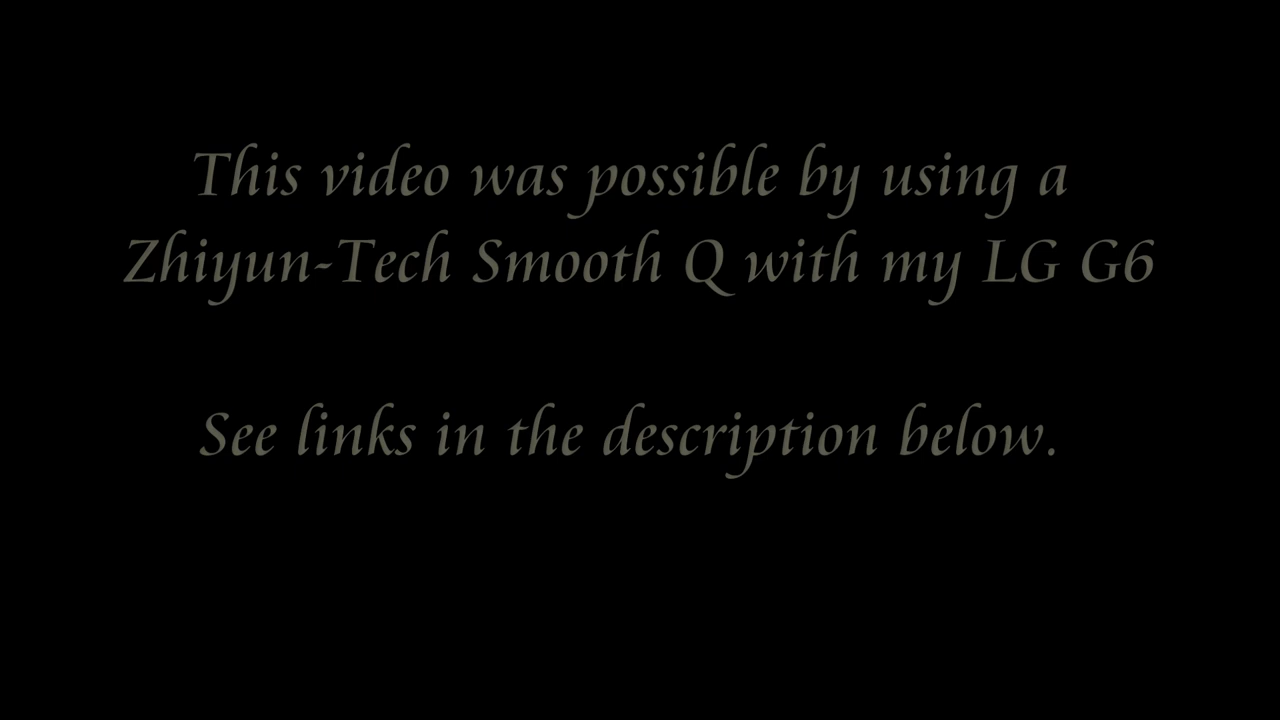 This video was possible by using a
Zhiyun-Tech Smooth Q with my LG G6
See links in the description below.